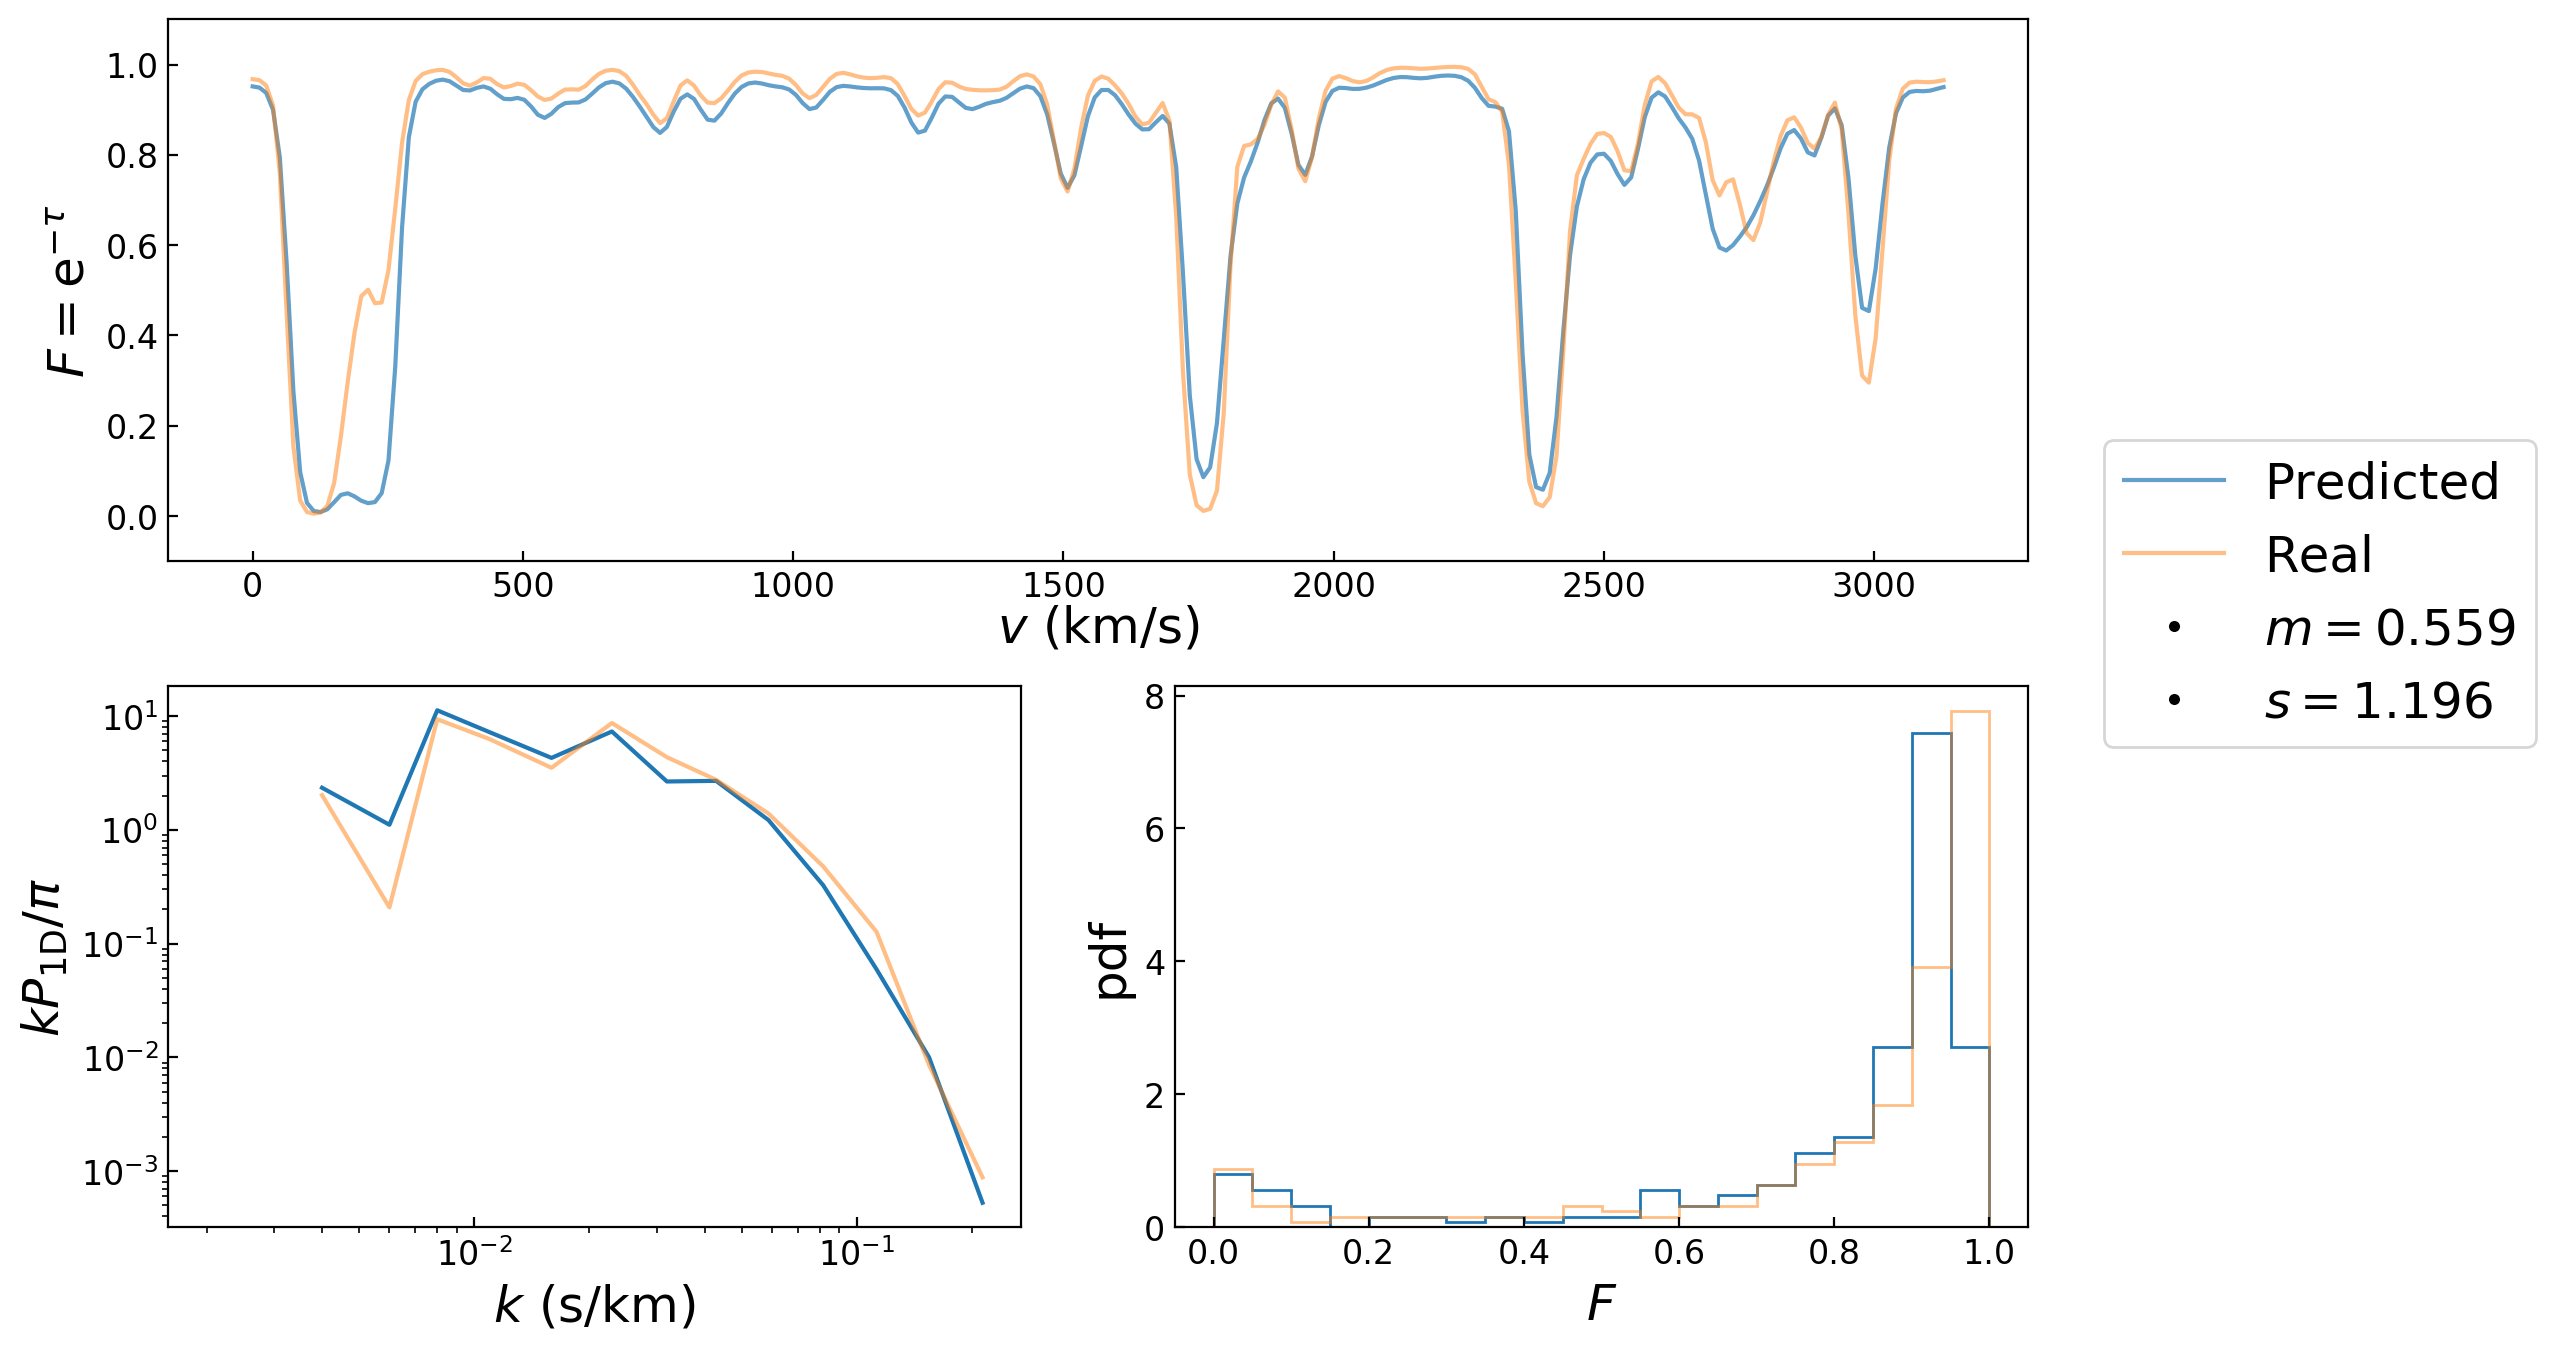 1.0
0.8
0.6
0.4
0.2
0.0
F = e^{−τ}
0 500 1000 1500 2000 2500 3000
v (km/s)
Predicted
Real
m = 0.559
s = 1.196
10^1
10^0
10^{−1}
10^{−2}
10^{−3}
kP_{1D}/π
10^{−2} 10^{−1}
k (s/km)
8
6
4
2
0
pdf
0.0 0.2 0.4 0.6 0.8 1.0
F